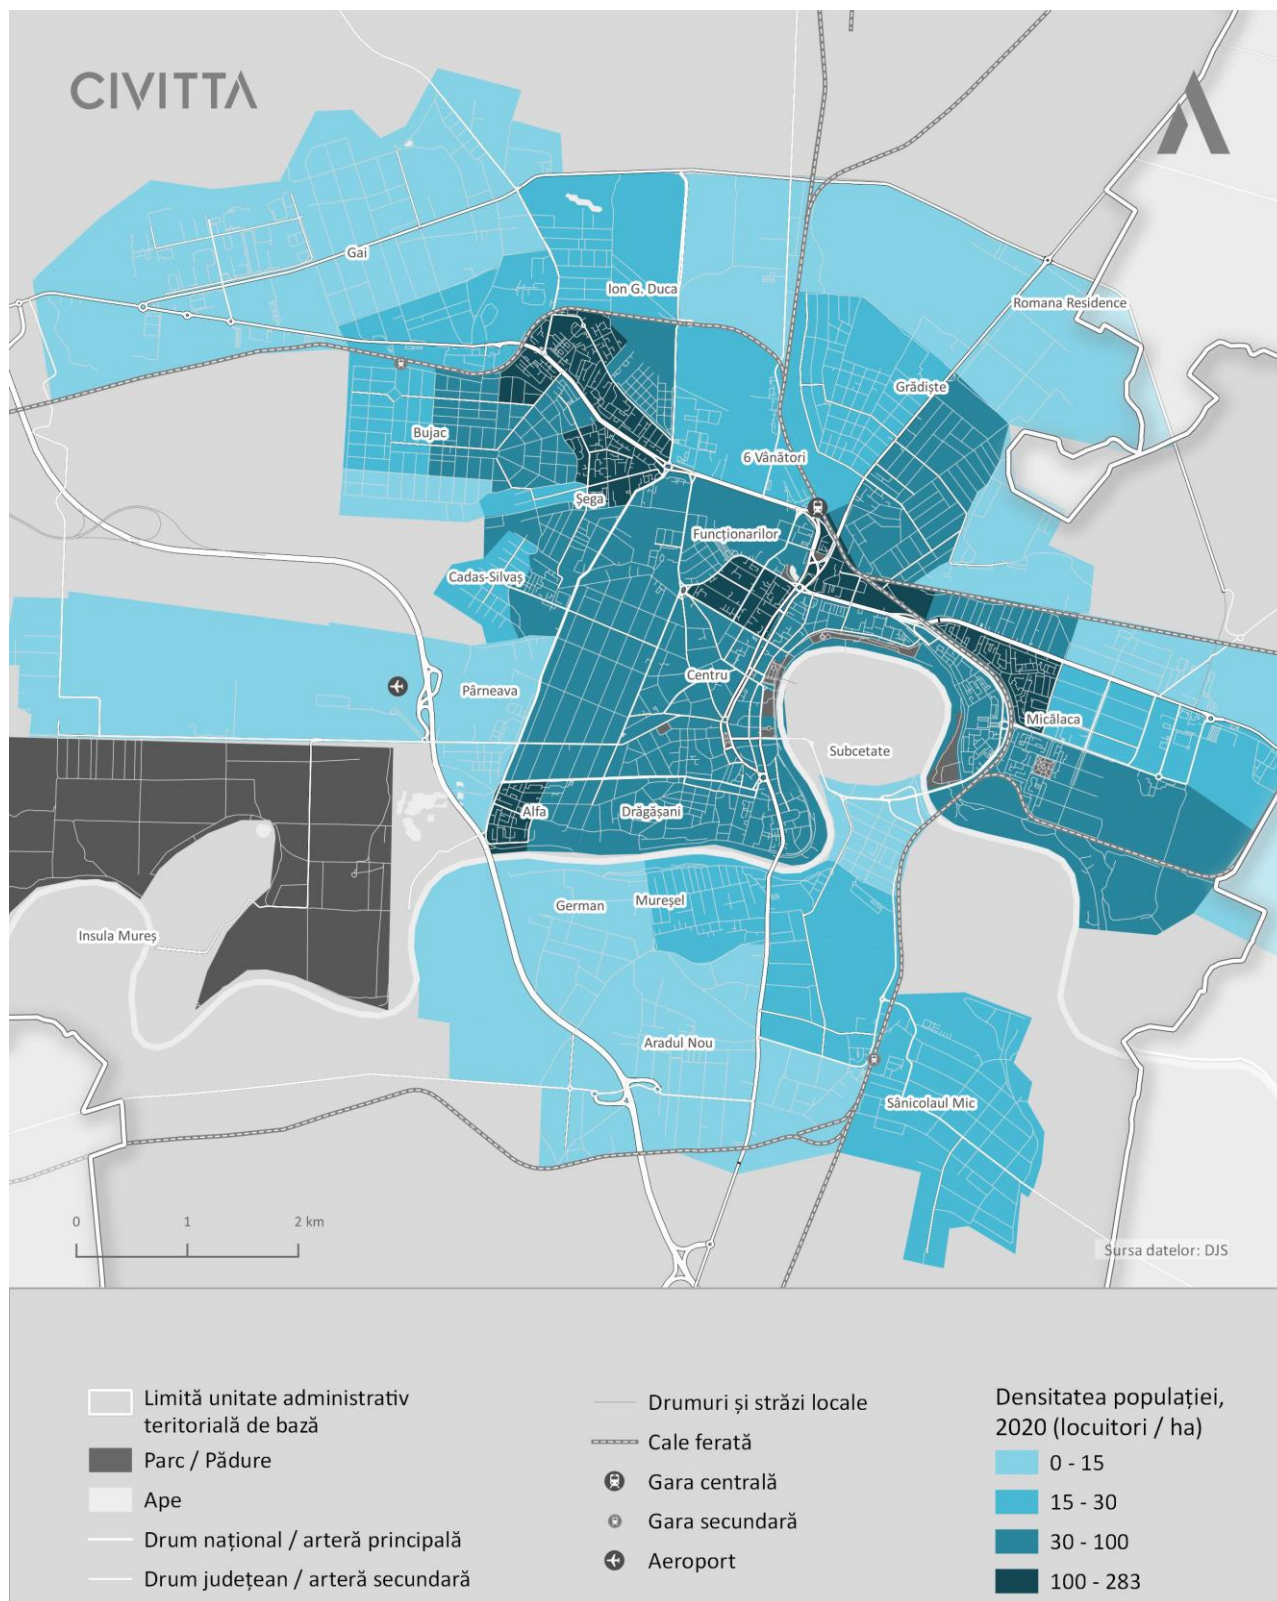 CIVITTA
Gai
Ion G. Duca
Romana Residence
Grădiște
Bujac
6 Vânători
Șega
Funcționarilor
Cadas-Silvaș
Centru
Pârneava
Micălaca
Subcetate
Alfa
Drăgășani
Mureșel
German
Insula Mureș
Aradul Nou
Sânicolaul Mic
0 1 2 km
Sursa datelor: DJS
Limită unitate administrativ
teritorială de bază
Parc / Pădure
Ape
Drum național / arteră principală
Drum județean / arteră secundară
Drumuri și străzi locale
Cale ferată
Gara centrală
Gara secundară
Aeroport
Densitatea populației,
2020 (locuitori / ha)
0 - 15
15 - 30
30 - 100
100 - 283